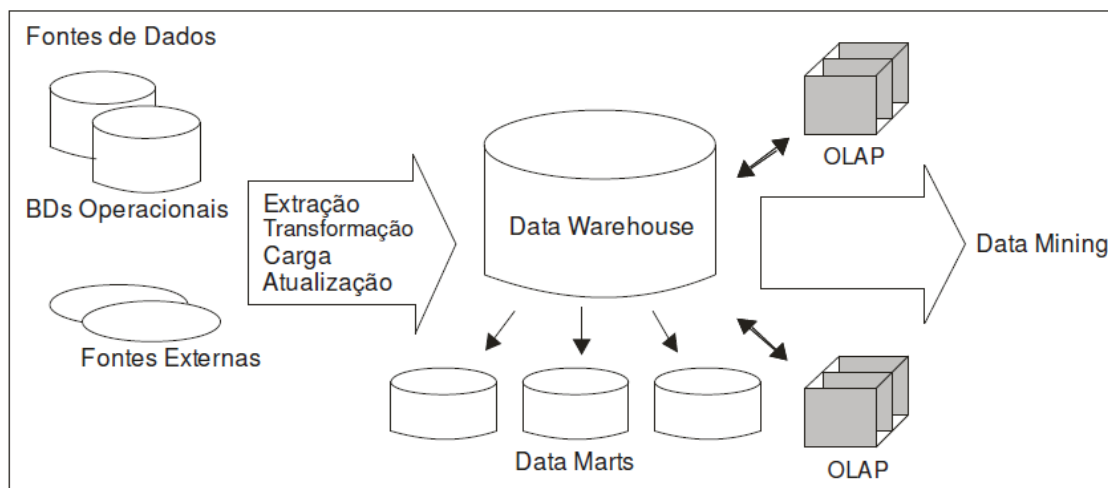 Fontes de Dados
BDs Operacionais
Fontes Externas
Extração
Transformação
Carga
Atualização
Data Warehouse
Data Marts
OLAP
OLAP
Data Mining